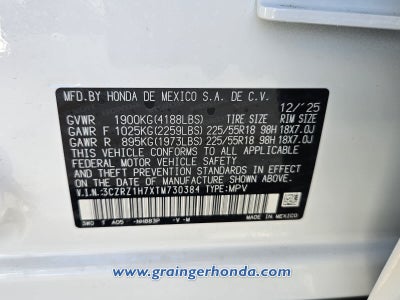 MFD.BY HONDA DE MEXICO S.A. DE C.V.
12/'25
GVWR 1900KG(4188LBS) TIRE SIZE RIM SIZE
GAWR F 1025KG(2259LBS) 225/55R18 98H 18X7.0J
GAWR R 895KG(1973LBS) 225/55R18 98H 18X7.0J
THIS VEHICLE CONFORMS TO ALL APPLICABLE
FEDERAL MOTOR VEHICLE SAFETY STANDARDS
IN EFFECT ON THE DATE OF MANUFACTURE
SHOWN ABOVE.
V.I.N.:3CZRZ1H7XTM730384 TYPE:MPV
MADE IN MEXICO
www.graingerhonda.com